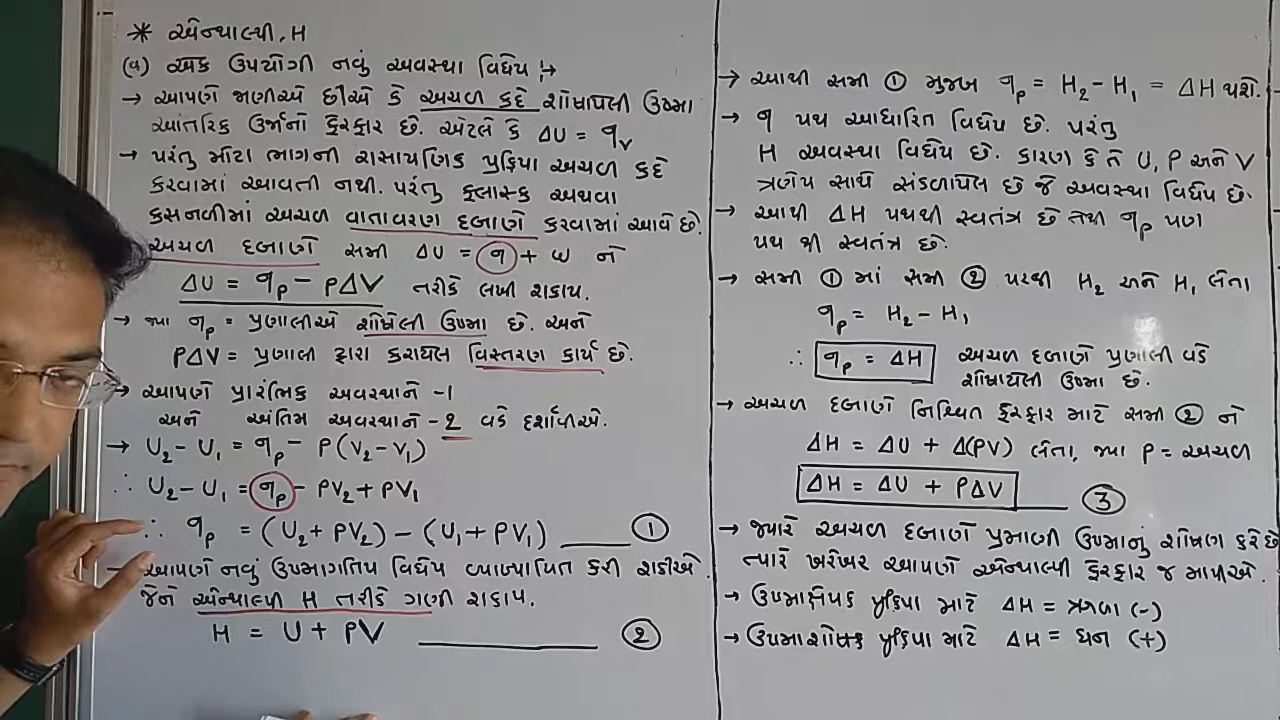 * એન્થાલ્પી, H
(a) એક ઉપયોગી નવું અવસ્થા વિધેય :→
→ આપણે જાણીએ છીએ કે અચળ કદે શોષાયેલી ઉષ્મા
આંતરિક ઉર્જાનો ફેરફાર છે. એટલે કે ΔU = qᵥ
→ પરંતુ મોટા ભાગની રાસાયણિક પ્રક્રિયા અચળ કદે
કરવામાં આવતી નથી. પરંતુ ફ્લાસ્ક અથવા
કસનળીમાં અચળ વાતાવરણ દબાણે કરવામાં આવે છે.
અચળ દબાણે સમી ΔU = q + w ને
ΔU = qₚ - pΔV તરીકે લખી શકાય.
→ જ્યાં qₚ = પ્રણાલીએ શોષેલી ઉષ્મા છે. અને
PΔV = પ્રણાલી દ્વારા કરાયેલ વિસ્તરણ કાર્ય છે.
→ આપણે પ્રારંભિક અવસ્થાને -1
અને અંતિમ અવસ્થાને -2 વડે દર્શાવીએ.
→ U₂ - U₁ = qₚ - P(V₂ - V₁)
∴ U₂ - U₁ = qₚ - PV₂ + PV₁
∴ qₚ = (U₂ + PV₂) - (U₁ + PV₁) ____ ①
→ આપણે નવું ઉષ્માગતિય વિધેય વ્યાખ્યાયિત કરી શકીએ.
જેને એન્થાલ્પી H તરીકે ગણી શકાય.
H = U + PV ____ ②
→ આથી સમી ① મુજબ qₚ = H₂ - H₁ = ΔH થશે.
→ q પથ આધારિત વિધેય છે. પરંતુ
H અવસ્થા વિધેય છે. કારણ કે તે U, P અને V
ત્રણેય સાથે સંકળાયેલ છે જે અવસ્થા વિધેય છે.
→ આથી ΔH પથથી સ્વતંત્ર છે તેથી qₚ પણ
પથ થી સ્વતંત્ર છે.
→ સમી ① માં સમી ② પરથી H₂ અને H₁ લેતા
qₚ = H₂ - H₁
∴ qₚ = ΔH અચળ દબાણે પ્રણાલી વડે
શોષાયેલી ઉષ્મા છે.
→ અચળ દબાણે નિશ્ચિત ફેરફાર માટે સમી ② ને
ΔH = ΔU + Δ(PV) લેતા, જ્યાં P = અચળ
ΔH = ΔU + PΔV ____ ③
→ જ્યારે અચળ દબાણે પ્રમાણી ઉષ્માનું શોષણ કરે છે
ત્યારે ખરેખર આપણે એન્થાલ્પી ફેરફાર જ માપીએ.
→ ઉષ્માક્ષેપક પ્રક્રિયા માટે ΔH = ઋણ (-)
→ ઉષ્માશોષક પ્રક્રિયા માટે ΔH = ધન (+)